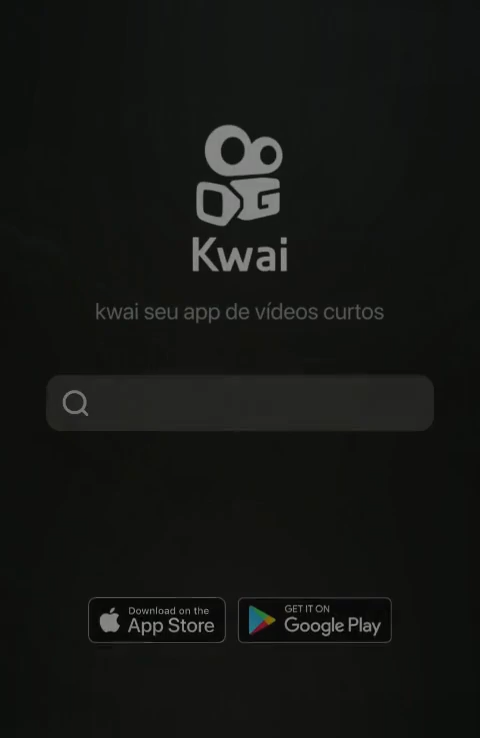 Kwai
kwai seu app de vídeos curtos
Download on the
App Store
GET IT ON
Google Play